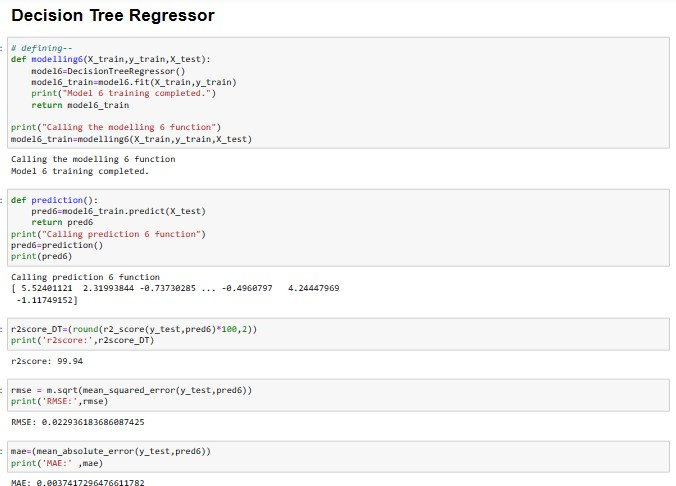 Decision Tree Regressor
# defining--
def modelling6(X_train,y_train,X_test):
    model6=DecisionTreeRegressor()
    model6_train=model6.fit(X_train,y_train)
    print("Model 6 training completed.")
    return model6_train
print("Calling the modelling 6 function")
model6_train=modelling6(X_train,y_train,X_test)
Calling the modelling 6 function
Model 6 training completed.
def prediction():
    pred6=model6_train.predict(X_test)
    return pred6
print("Calling prediction 6 function")
pred6=prediction()
print(pred6)
Calling prediction 6 function
[ 5.52401121  2.31993844 -0.73730285 ... -0.4960797   4.24447969
 -1.11749152]
r2score_DT=(round(r2_score(y_test,pred6)*100,2))
print('r2score:',r2score_DT)
r2score: 99.94
rmse = m.sqrt(mean_squared_error(y_test,pred6))
print('RMSE:',rmse)
RMSE: 0.022936183686087425
mae=(mean_absolute_error(y_test,pred6))
print('MAE:' ,mae)
MAE: 0.0037417296476611782